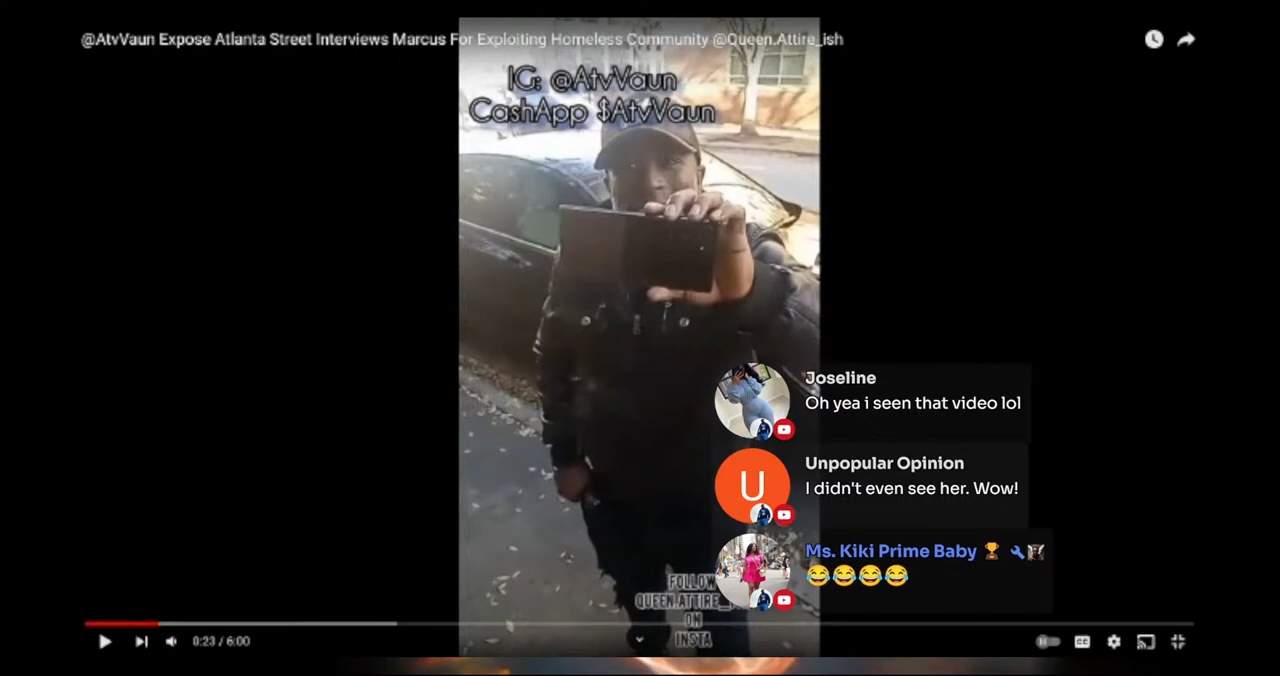 @AtvVaun Expose Atlanta Street Interviews Marcus For Exploiting Homeless Community @Queen.Attire_ish
IG: @AtvVaun
CashApp $AtvVaun
Joseline
Oh yea i seen that video lol
U
Unpopular Opinion
I didn't even see her. Wow!
Ms. Kiki Prime Baby 🏆 🔧
😂😂😂😂
FOLLOW
QUEEN.ATTIRE_
ON
INSTA
0:23 / 6:00
CC